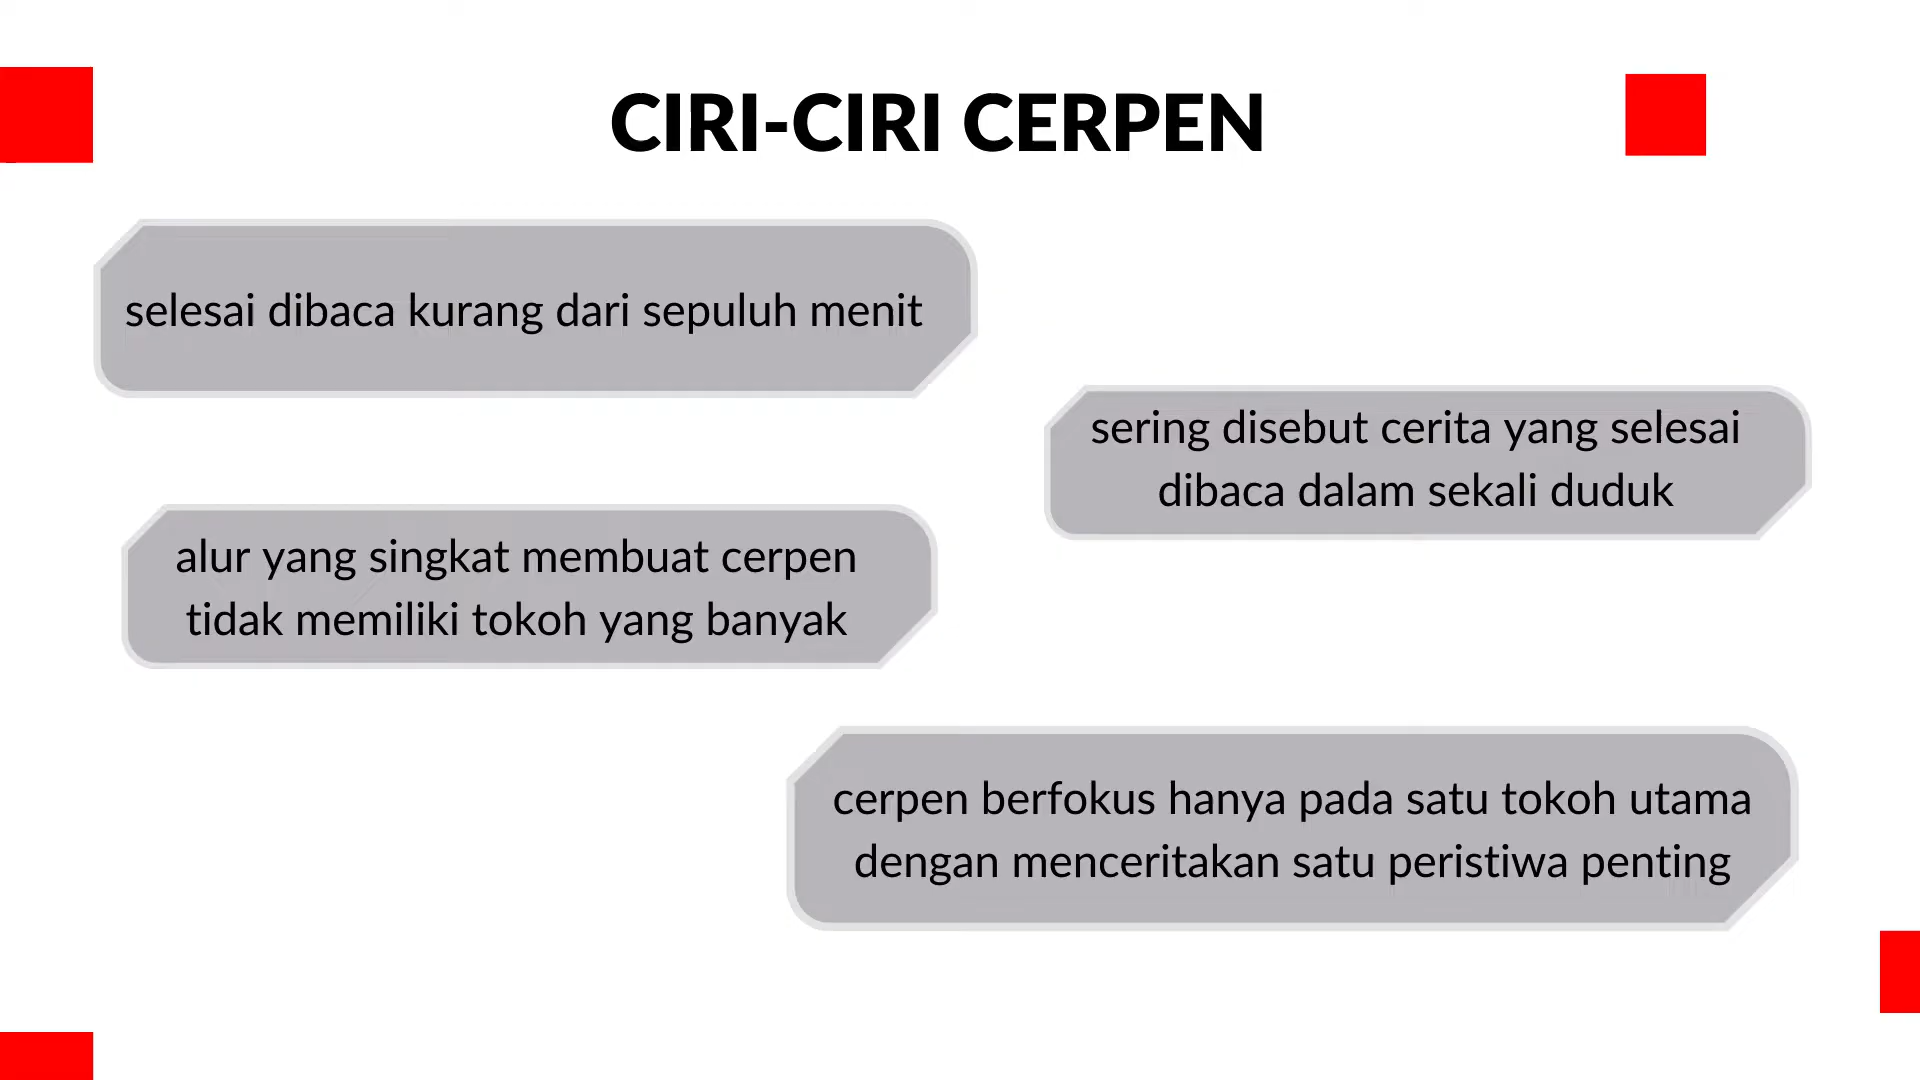 CIRI-CIRI CERPEN
selesai dibaca kurang dari sepuluh menit
sering disebut cerita yang selesai
dibaca dalam sekali duduk
alur yang singkat membuat cerpen
tidak memiliki tokoh yang banyak
cerpen berfokus hanya pada satu tokoh utama
dengan menceritakan satu peristiwa penting